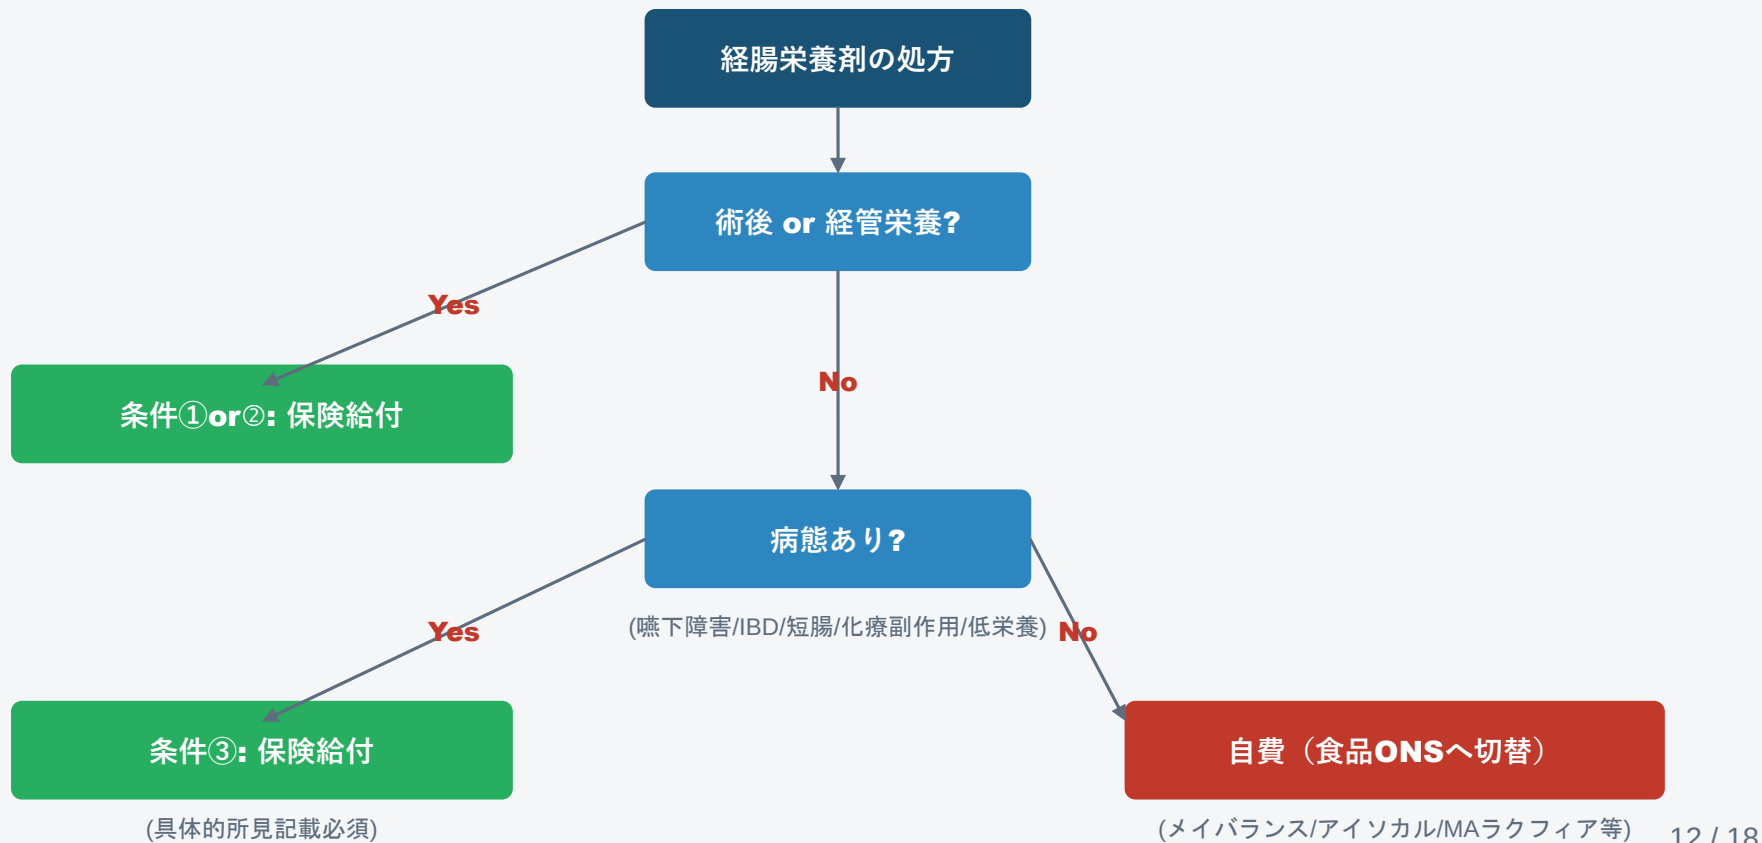 経腸栄養剤の処方
術後 or 経管栄養?
Yes
No
条件①or②: 保険給付
病態あり?
(嚥下障害/IBD/短腸/化療副作用/低栄養)
Yes
No
条件③: 保険給付
(具体的所見記載必須)
自費（食品ONSへ切替）
(メイバランス/アイソカル/MAラクフィア等)
12 / 18